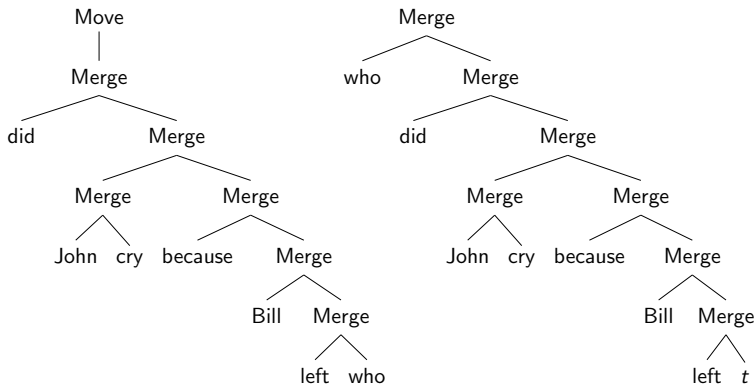 Move Merge
Merge who Merge
did Merge did Merge
Merge Merge Merge Merge
John cry because Merge John cry because Merge
Bill Merge Bill Merge
left who left t